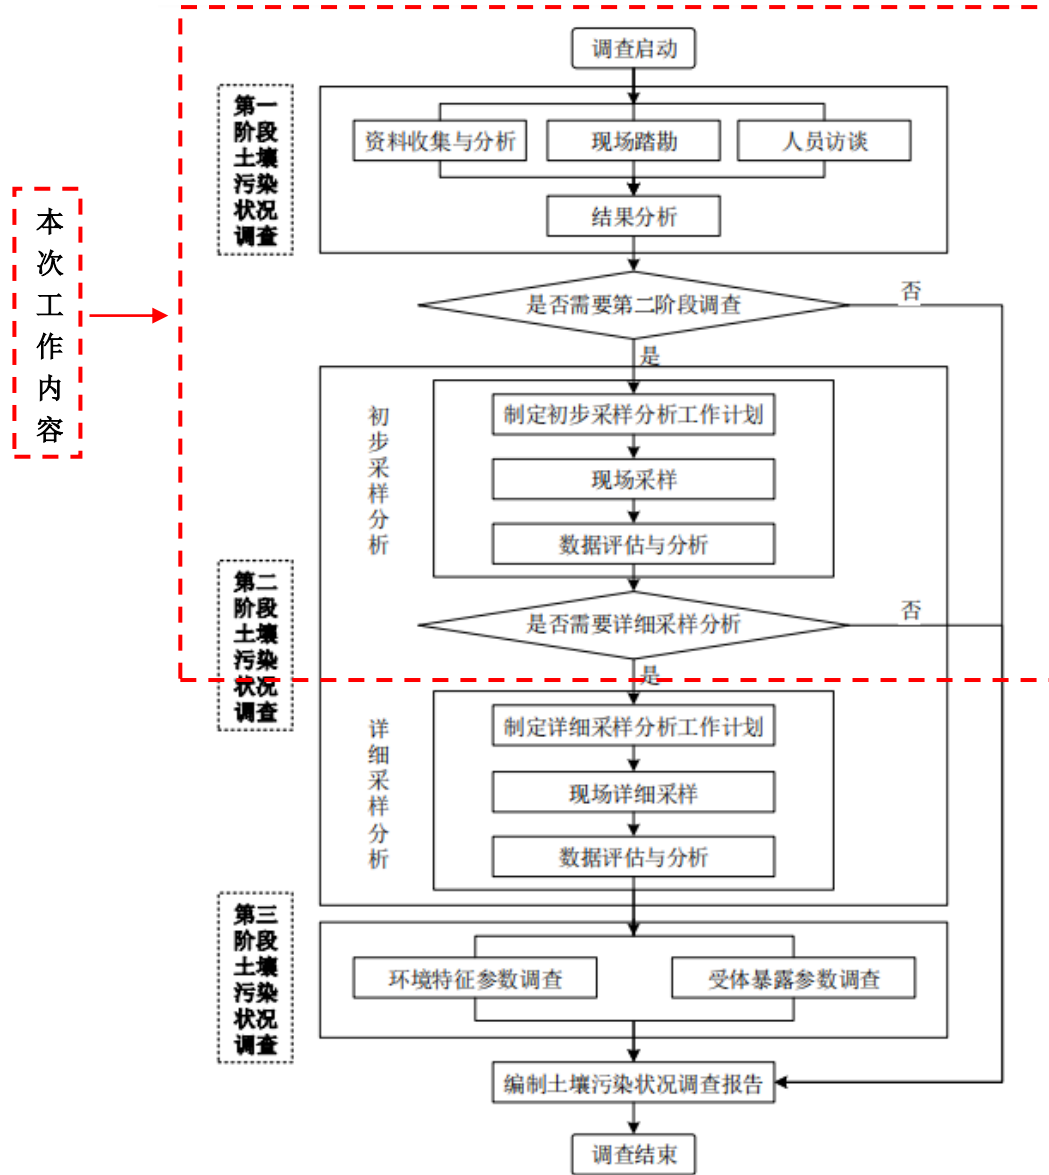 调查启动
第一
阶段
土壤
污染
状况
调查
资料收集与分析
现场踏勘
人员访谈
结果分析
本
次
工
作
内
容
是否需要第二阶段调查
否
是
初
步
采
样
分
析
制定初步采样分析工作计划
现场采样
数据评估与分析
第二
阶段
土壤
污染
状况
调查
是否需要详细采样分析
否
是
详
细
采
样
分
析
制定详细采样分析工作计划
现场详细采样
数据评估与分析
第三
阶段
土壤
污染
状况
调查
环境特征参数调查
受体暴露参数调查
编制土壤污染状况调查报告
调查结束